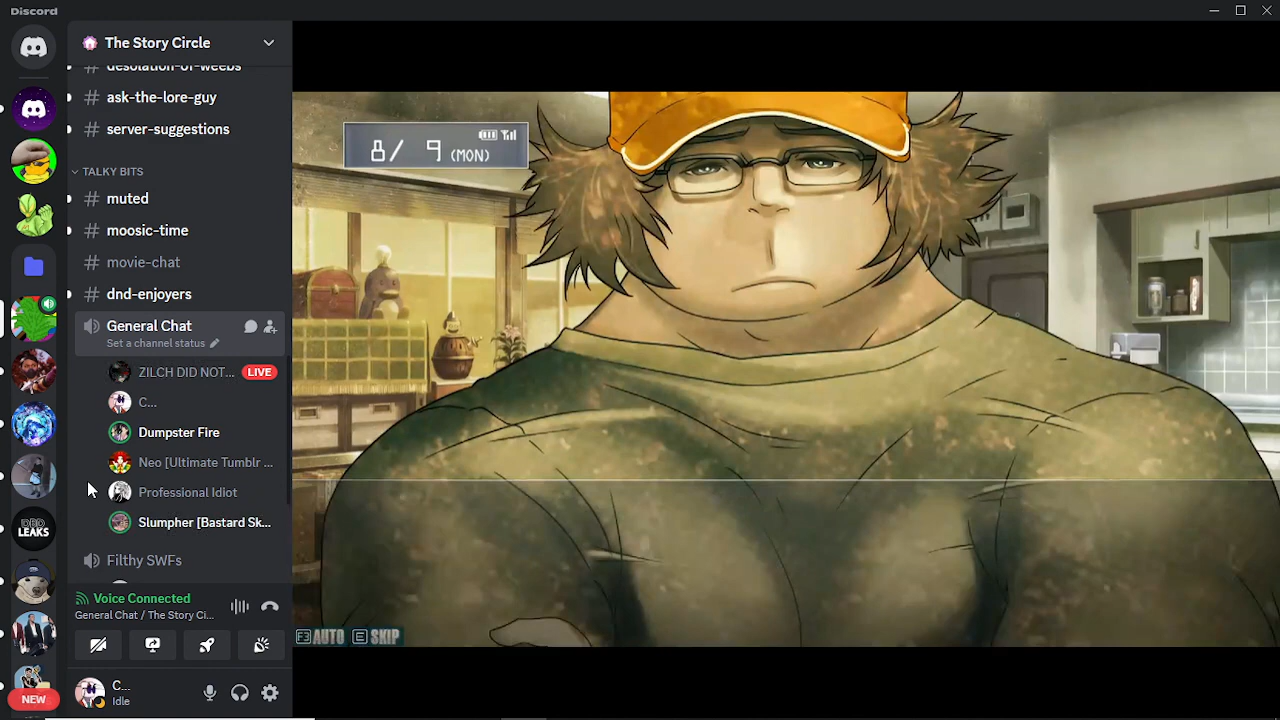 Discord
The Story Circle
desolation-of-weebs
ask-the-lore-guy
server-suggestions
TALKY BITS
muted
moosic-time
movie-chat
dnd-enjoyers
General Chat
Set a channel status
ZILCH DID NOT... LIVE
C...
Dumpster Fire
Neo [Ultimate Tumblr ...
Professional Idiot
Slumpher [Bastard Sk...
Filthy SWFs
Voice Connected
General Chat / The Story Ci...
C...
Idle
DBD
LEAKS
NEW
8/ 9 (MON)
F3 AUTO E SKIP